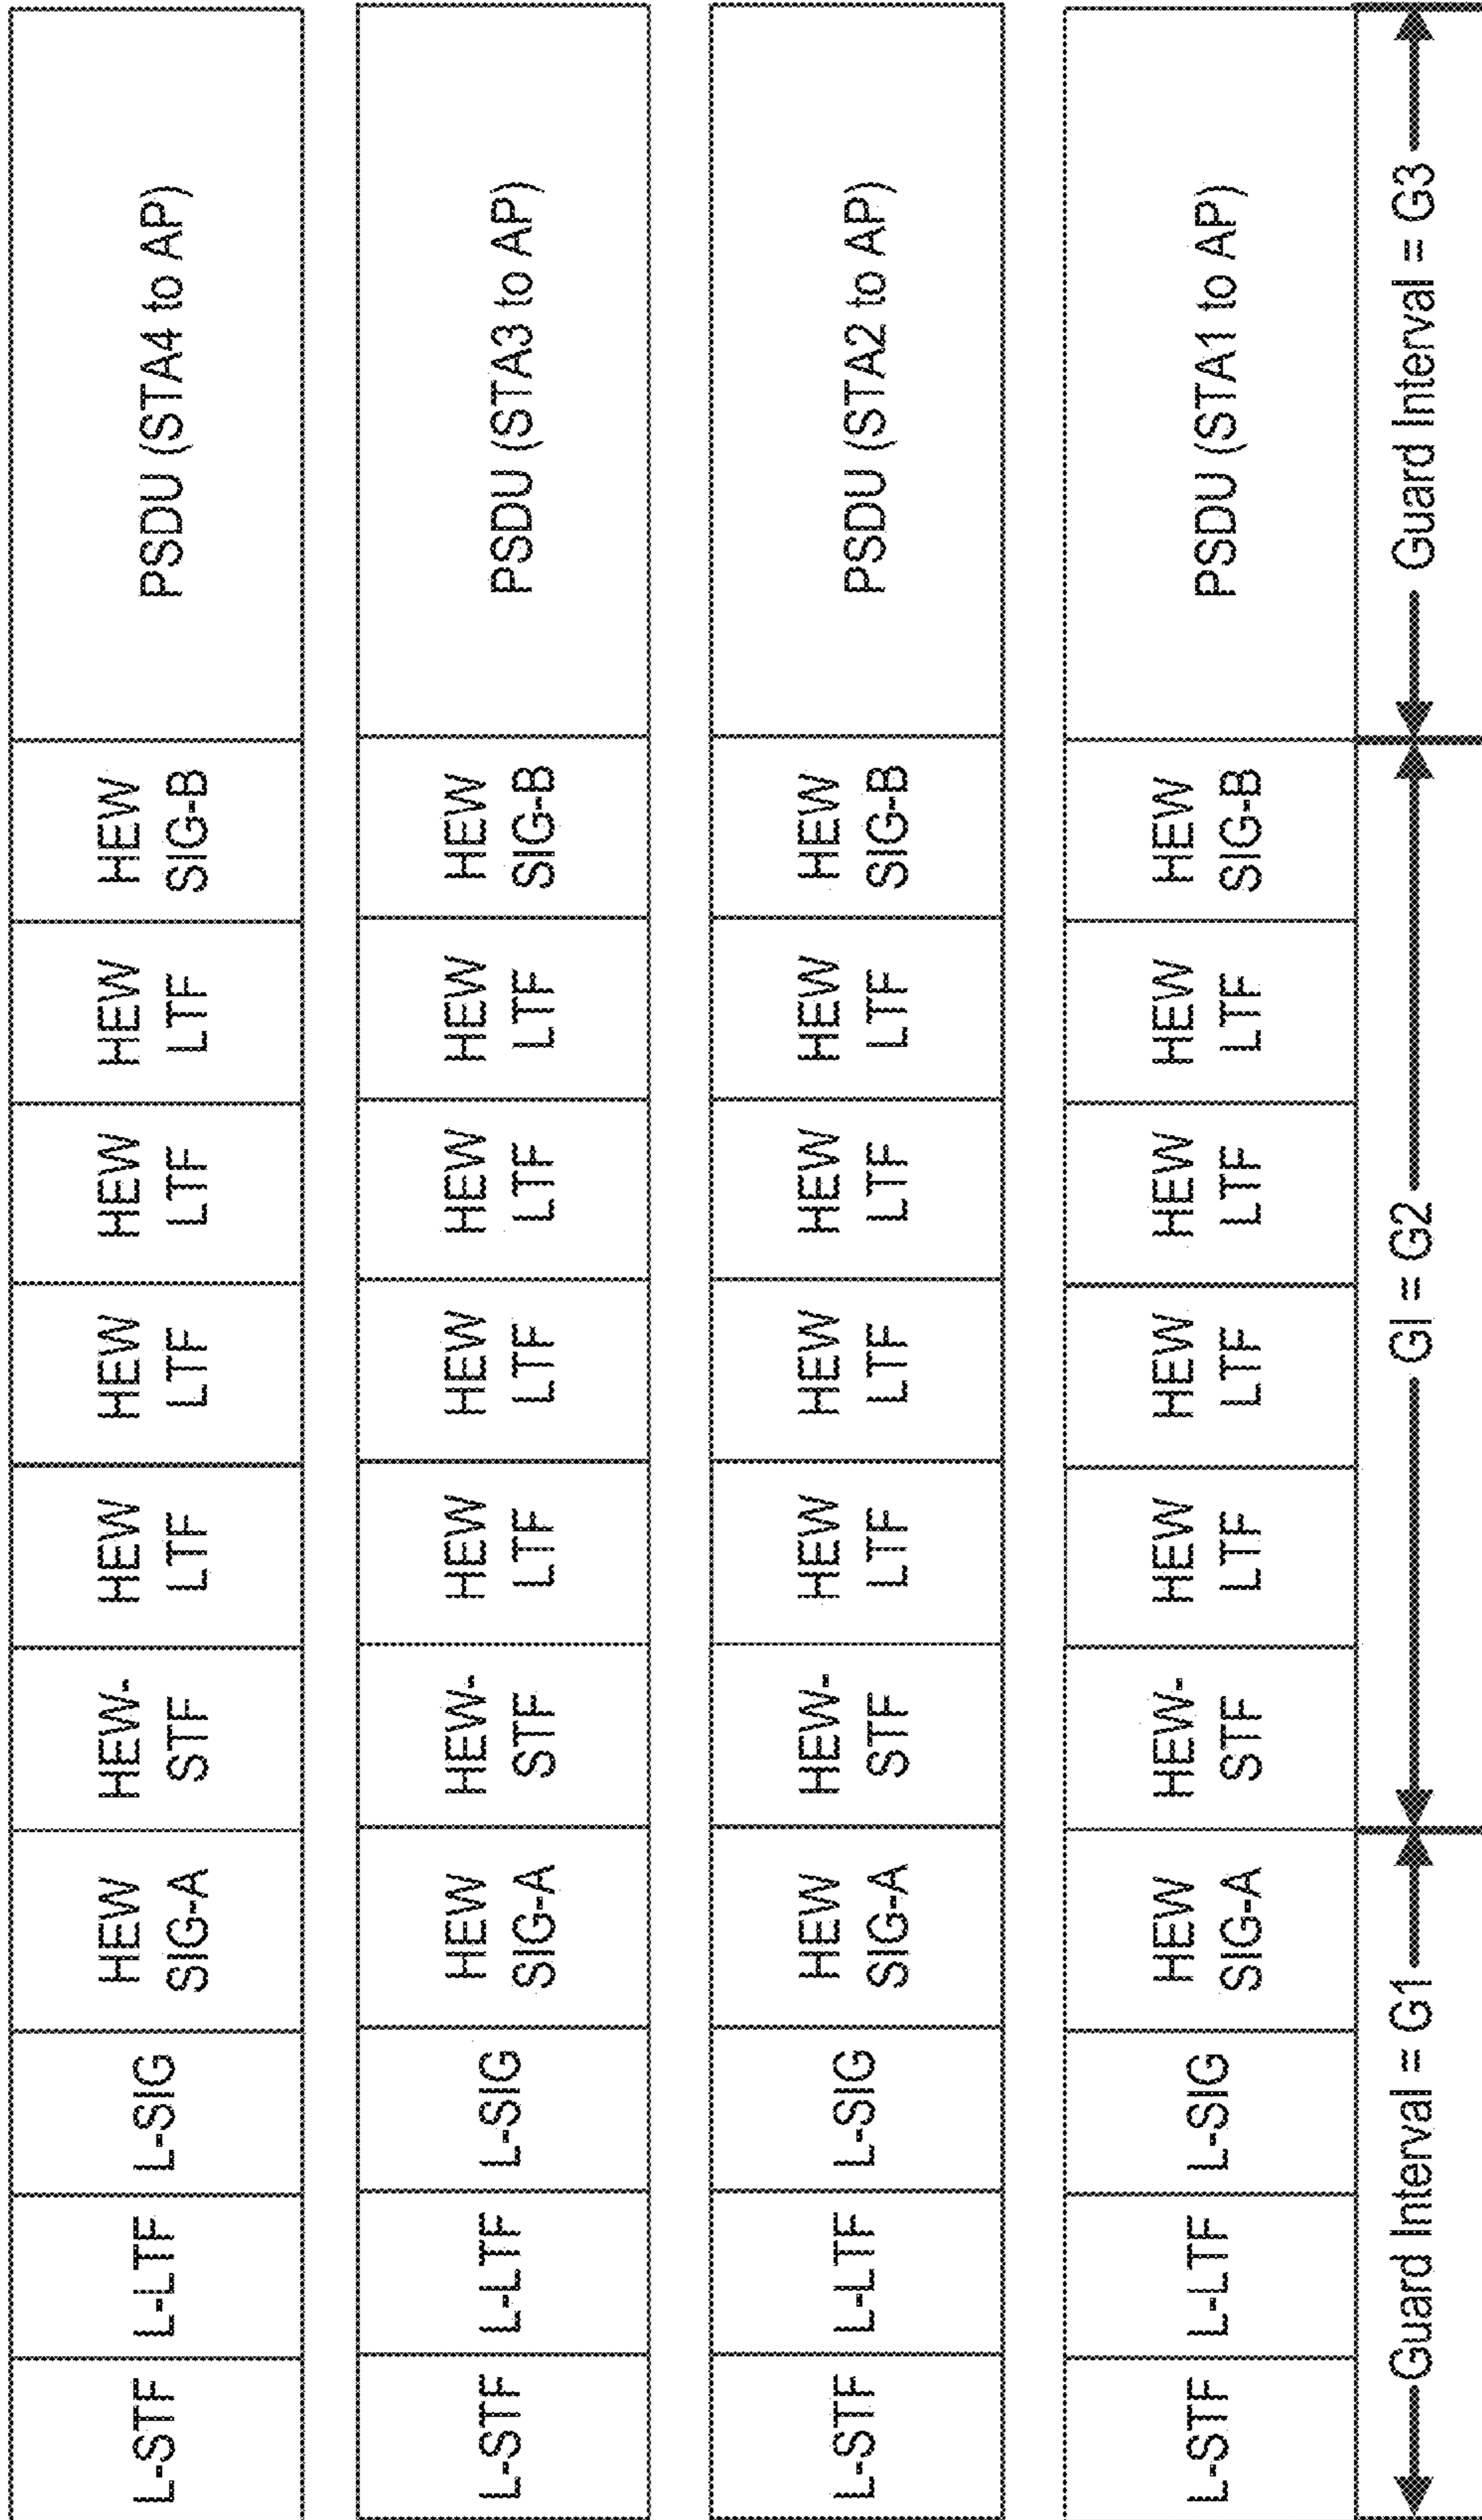 L-STF
L-LTF
L-SIG
HEW
SIG-A
HEW-
STF
HEW
LTF
HEW
LTF
HEW
LTF
HEW
LTF
HEW
SIG-B
PSDU (STA4 to AP)
L-STF
L-LTF
L-SIG
HEW
SIG-A
HEW-
STF
HEW
LTF
HEW
LTF
HEW
LTF
HEW
LTF
HEW
SIG-B
PSDU (STA3 to AP)
L-STF
L-LTF
L-SIG
HEW
SIG-A
HEW-
STF
HEW
LTF
HEW
LTF
HEW
LTF
HEW
LTF
HEW
SIG-B
PSDU (STA2 to AP)
L-STF
L-LTF
L-SIG
HEW
SIG-A
HEW-
STF
HEW
LTF
HEW
LTF
HEW
LTF
HEW
LTF
HEW
SIG-B
PSDU (STA1 to AP)
Guard Interval = G1
GI = G2
Guard Interval = G3